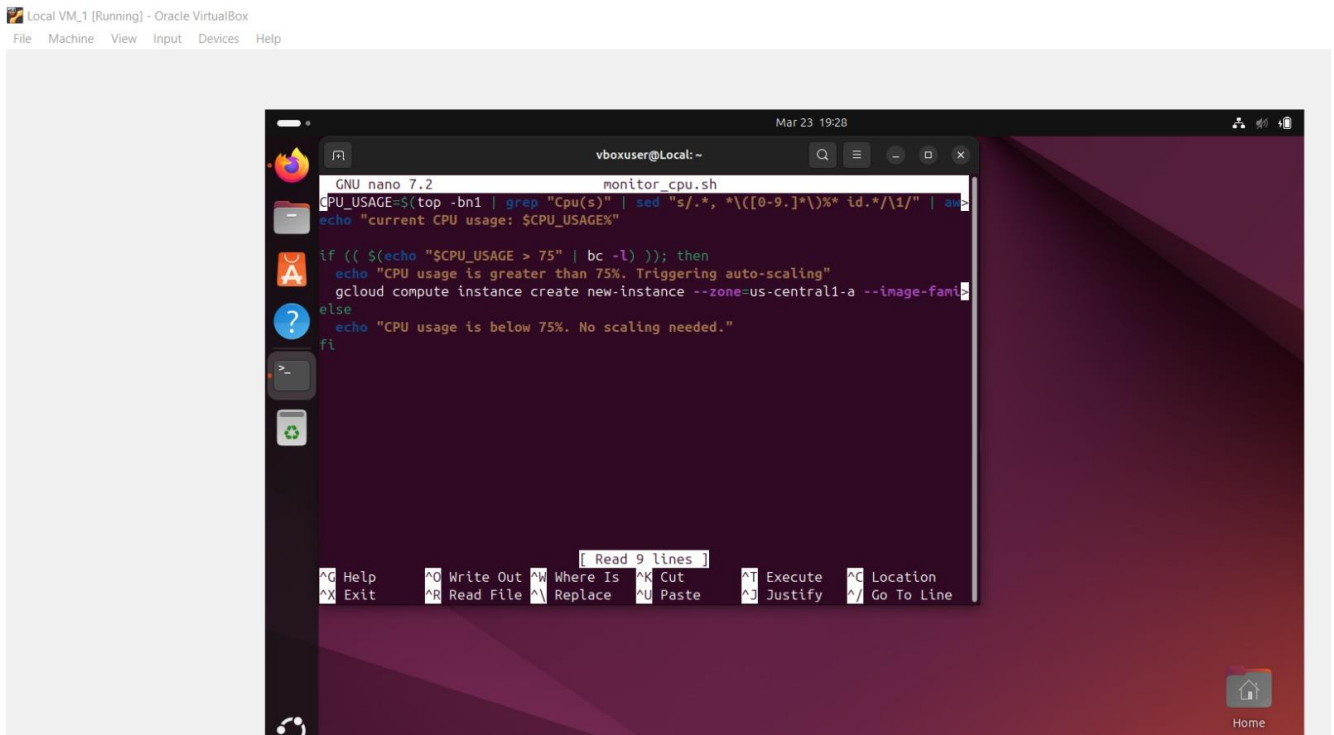 Local VM_1 [Running] - Oracle VirtualBox
File Machine View Input Devices Help
Mar 23 19:28
vboxuser@Local: ~
GNU nano 7.2 monitor_cpu.sh
CPU_USAGE=$(top -bn1 | grep "Cpu(s)" | sed "s/.*, *\([0-9.]*\)%* id.*/\1/" | aw>
echo "current CPU usage: $CPU_USAGE%"
if (( $(echo "$CPU_USAGE > 75" | bc -l) )); then
echo "CPU usage is greater than 75%. Triggering auto-scaling"
gcloud compute instance create new-instance --zone=us-central1-a --image-fami>
else
echo "CPU usage is below 75%. No scaling needed."
fi
[ Read 9 lines ]
^G Help ^O Write Out ^W Where Is ^K Cut ^T Execute ^C Location
^X Exit ^R Read File ^\ Replace ^U Paste ^J Justify ^/ Go To Line
Home